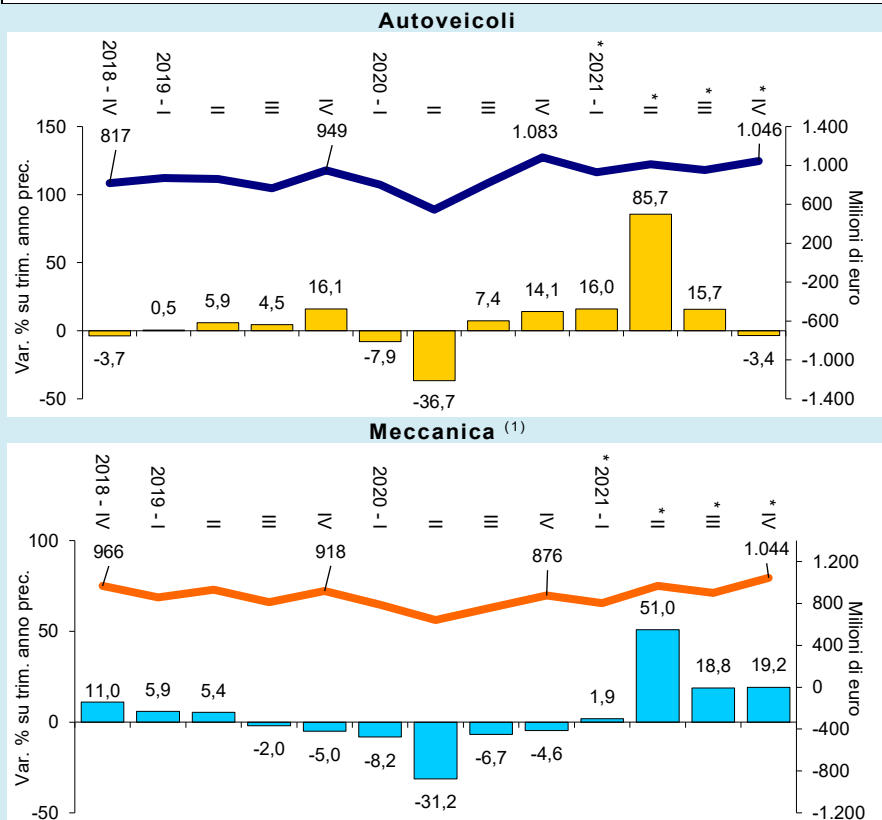 Autoveicoli
2018 - IV
2019 - I
II
III
IV
2020 - I
II
III
IV
* 2021 - I
II*
III*
* IV
150
100
50
0
-50
Var. % su trim. anno prec.
817
949
1.083
1.046
-3,7
0,5
5,9
4,5
16,1
-7,9
-36,7
7,4
14,1
16,0
85,7
15,7
-3,4
1.400
1.000
600
200
-200
-600
-1.000
-1.400
Milioni di euro
Meccanica (1)
2018 - IV
2019 - I
II
III
IV
2020 - I
II
III
IV
* 2021 - I
II*
III*
* IV
100
50
0
-50
Var. % su trim. anno prec.
966
918
876
1.044
11,0
5,9
5,4
-2,0
-5,0
-8,2
-31,2
-6,7
-4,6
1,9
51,0
18,8
19,2
1.200
800
400
0
-400
-800
-1.200
Milioni di euro